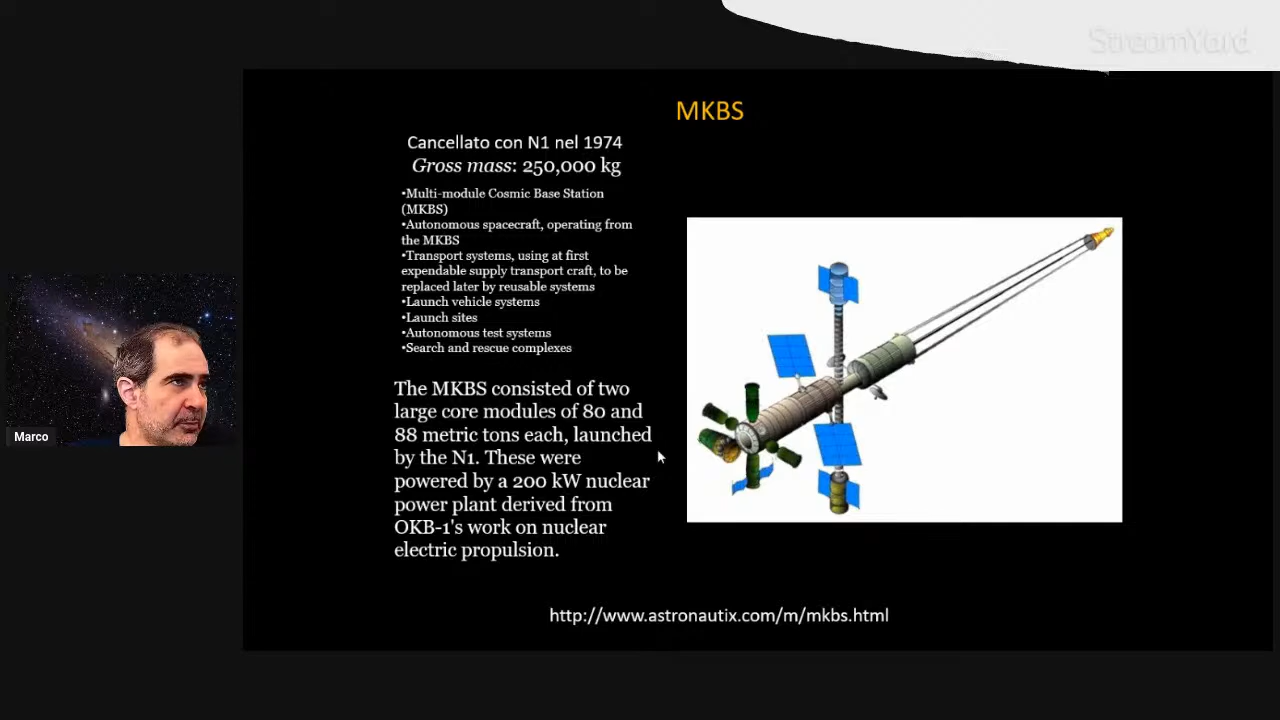 StreamYard
MKBS
Cancellato con N1 nel 1974
Gross mass: 250,000 kg
•Multi-module Cosmic Base Station
(MKBS)
•Autonomous spacecraft, operating from
the MKBS
•Transport systems, using at first
expendable supply transport craft, to be
replaced later by reusable systems
•Launch vehicle systems
•Launch sites
•Autonomous test systems
•Search and rescue complexes
The MKBS consisted of two
large core modules of 80 and
88 metric tons each, launched
by the N1. These were
powered by a 200 kW nuclear
power plant derived from
OKB-1's work on nuclear
electric propulsion.
Marco
http://www.astronautix.com/m/mkbs.html